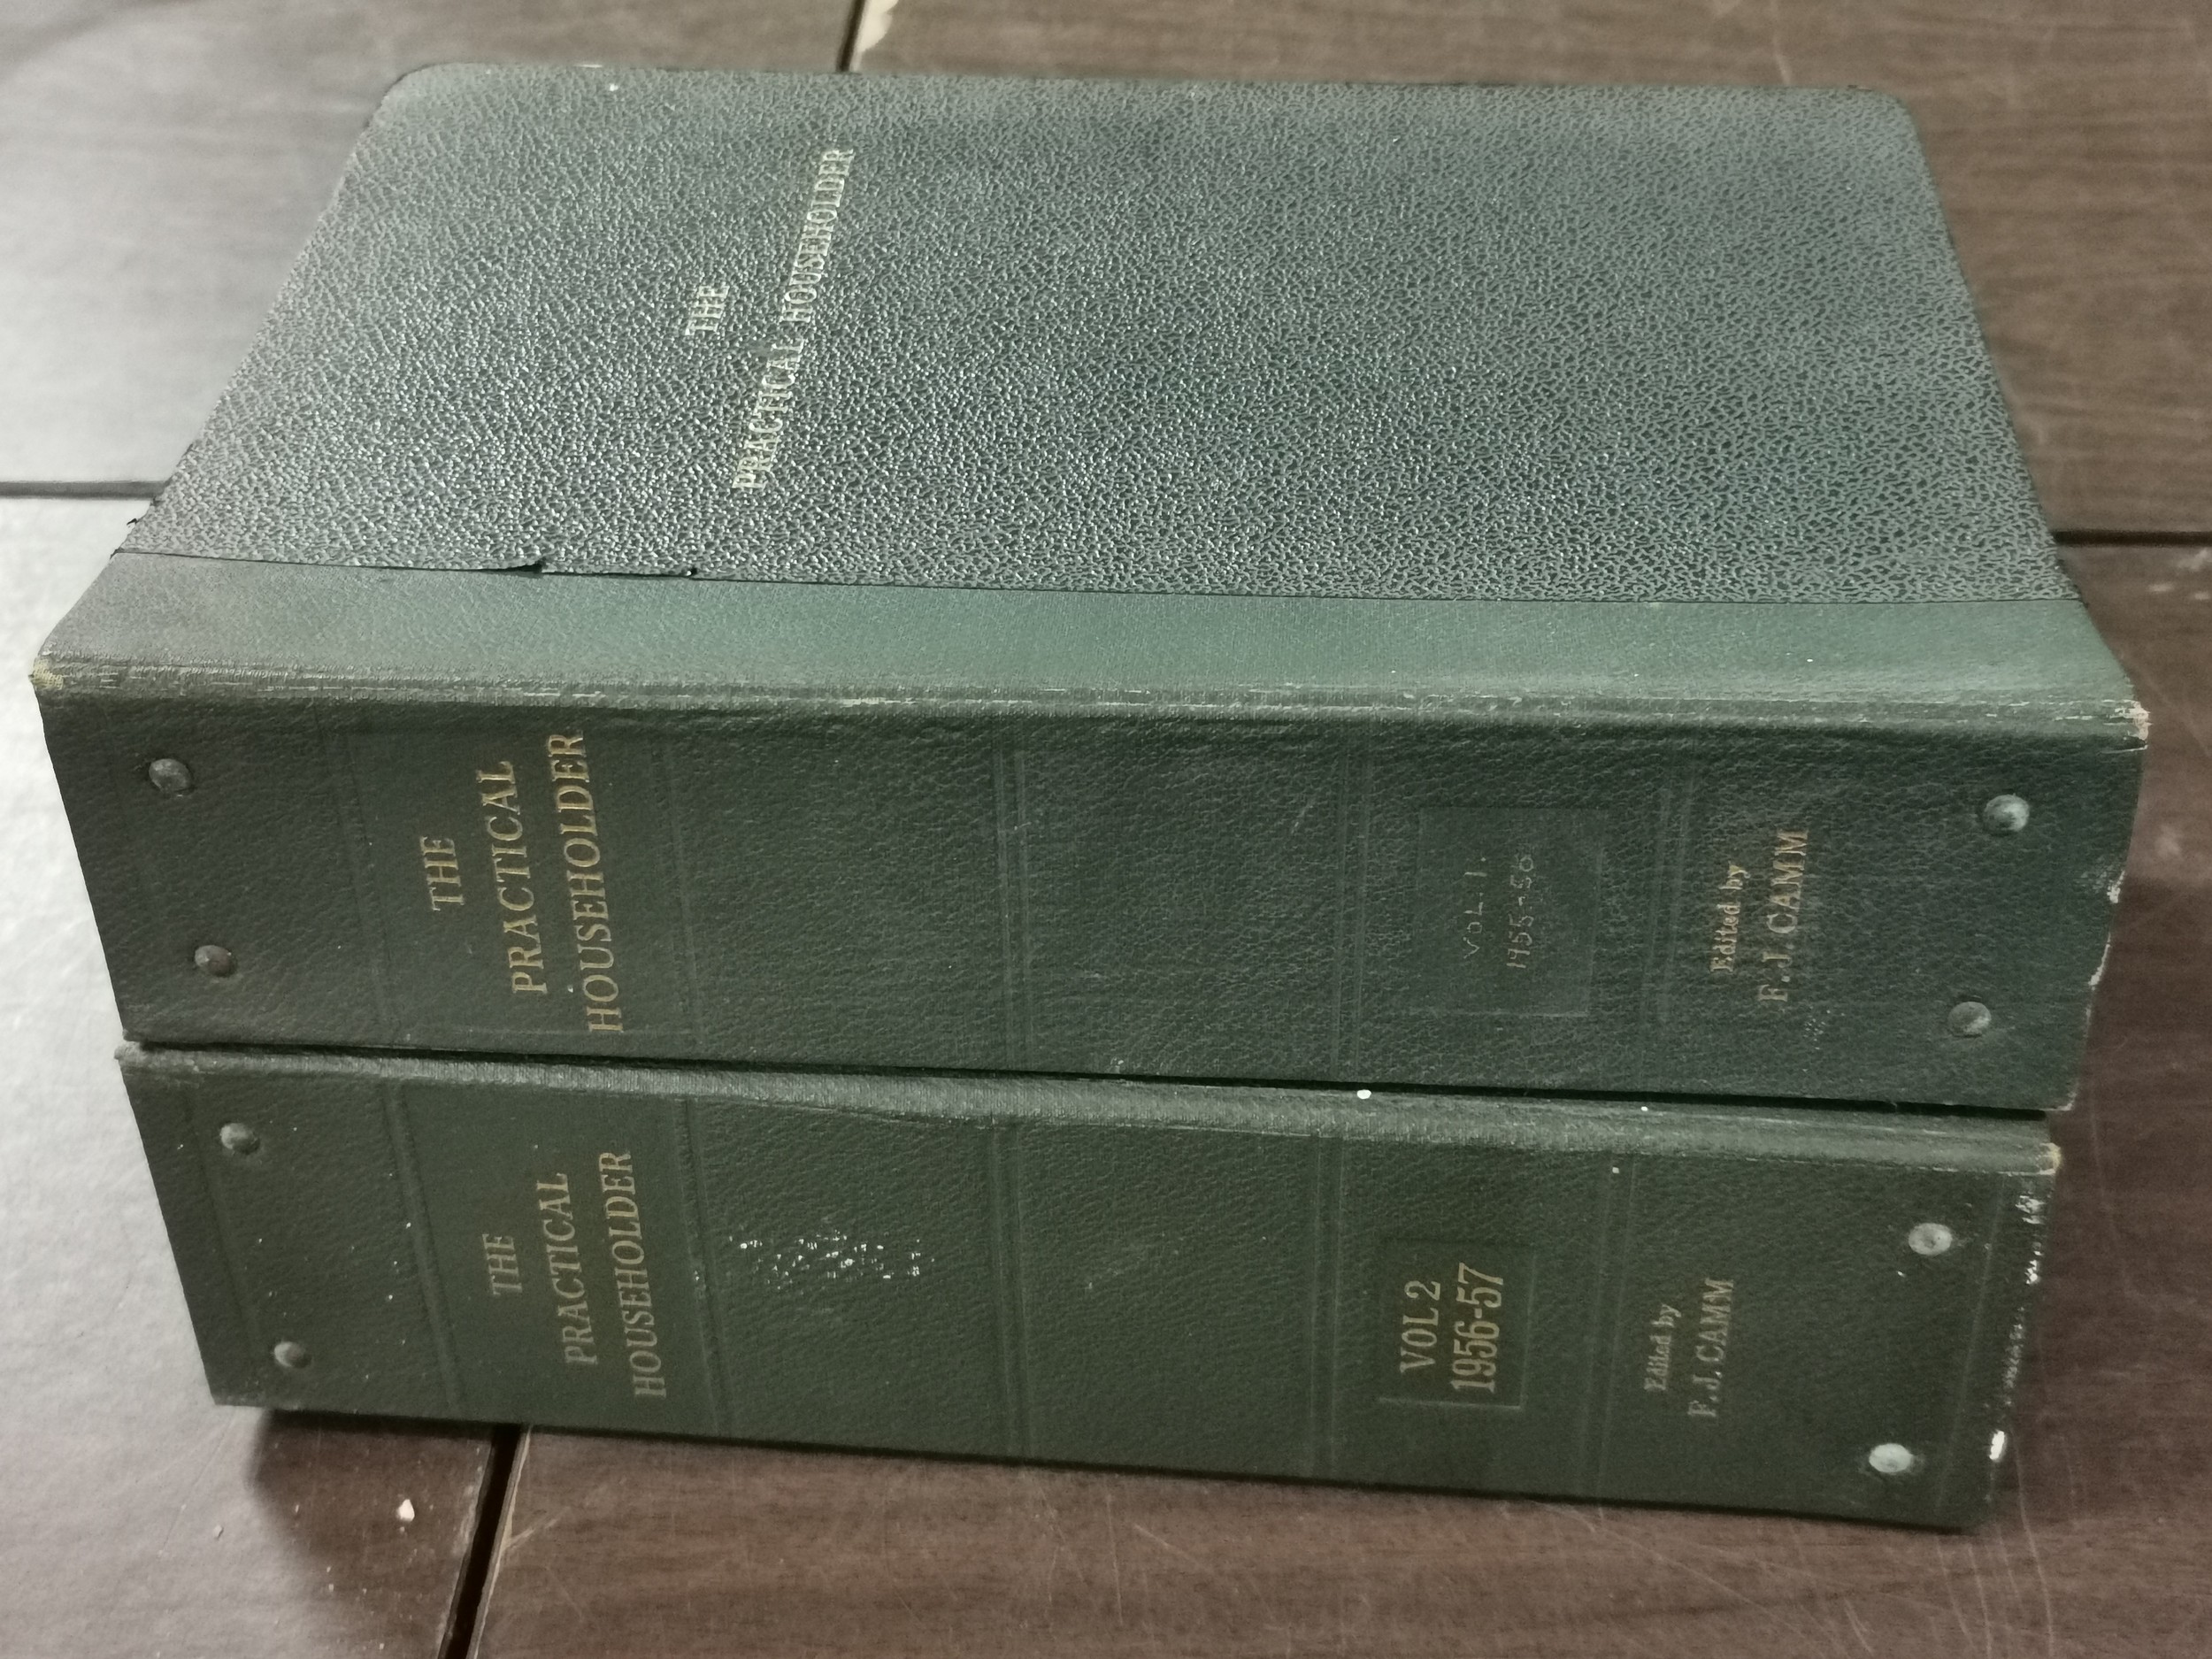 THE
PRACTICAL HOUSEHOLDER
THE
PRACTICAL
HOUSEHOLDER
VOL. 1.
1955-56
Edited by
F. J. CAMM
THE
PRACTICAL
HOUSEHOLDER
VOL 2
1956-57
Edited by
F. J. CAMM